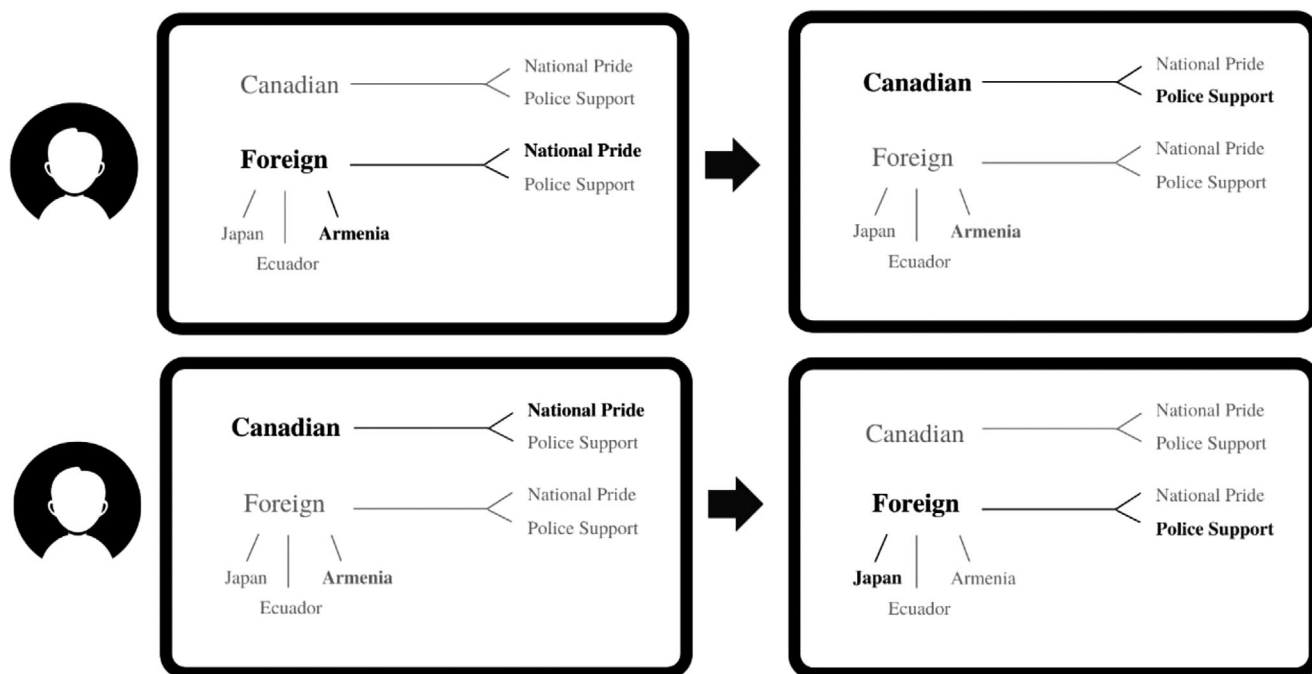 National Pride
Canadian
Police Support
Foreign
National Pride
Police Support
Japan
Armenia
Ecuador
National Pride
Canadian
Police Support
Foreign
National Pride
Police Support
Japan
Armenia
Ecuador
National Pride
Canadian
Police Support
Foreign
National Pride
Police Support
Japan
Armenia
Ecuador
National Pride
Canadian
Police Support
Foreign
National Pride
Police Support
Japan
Armenia
Ecuador